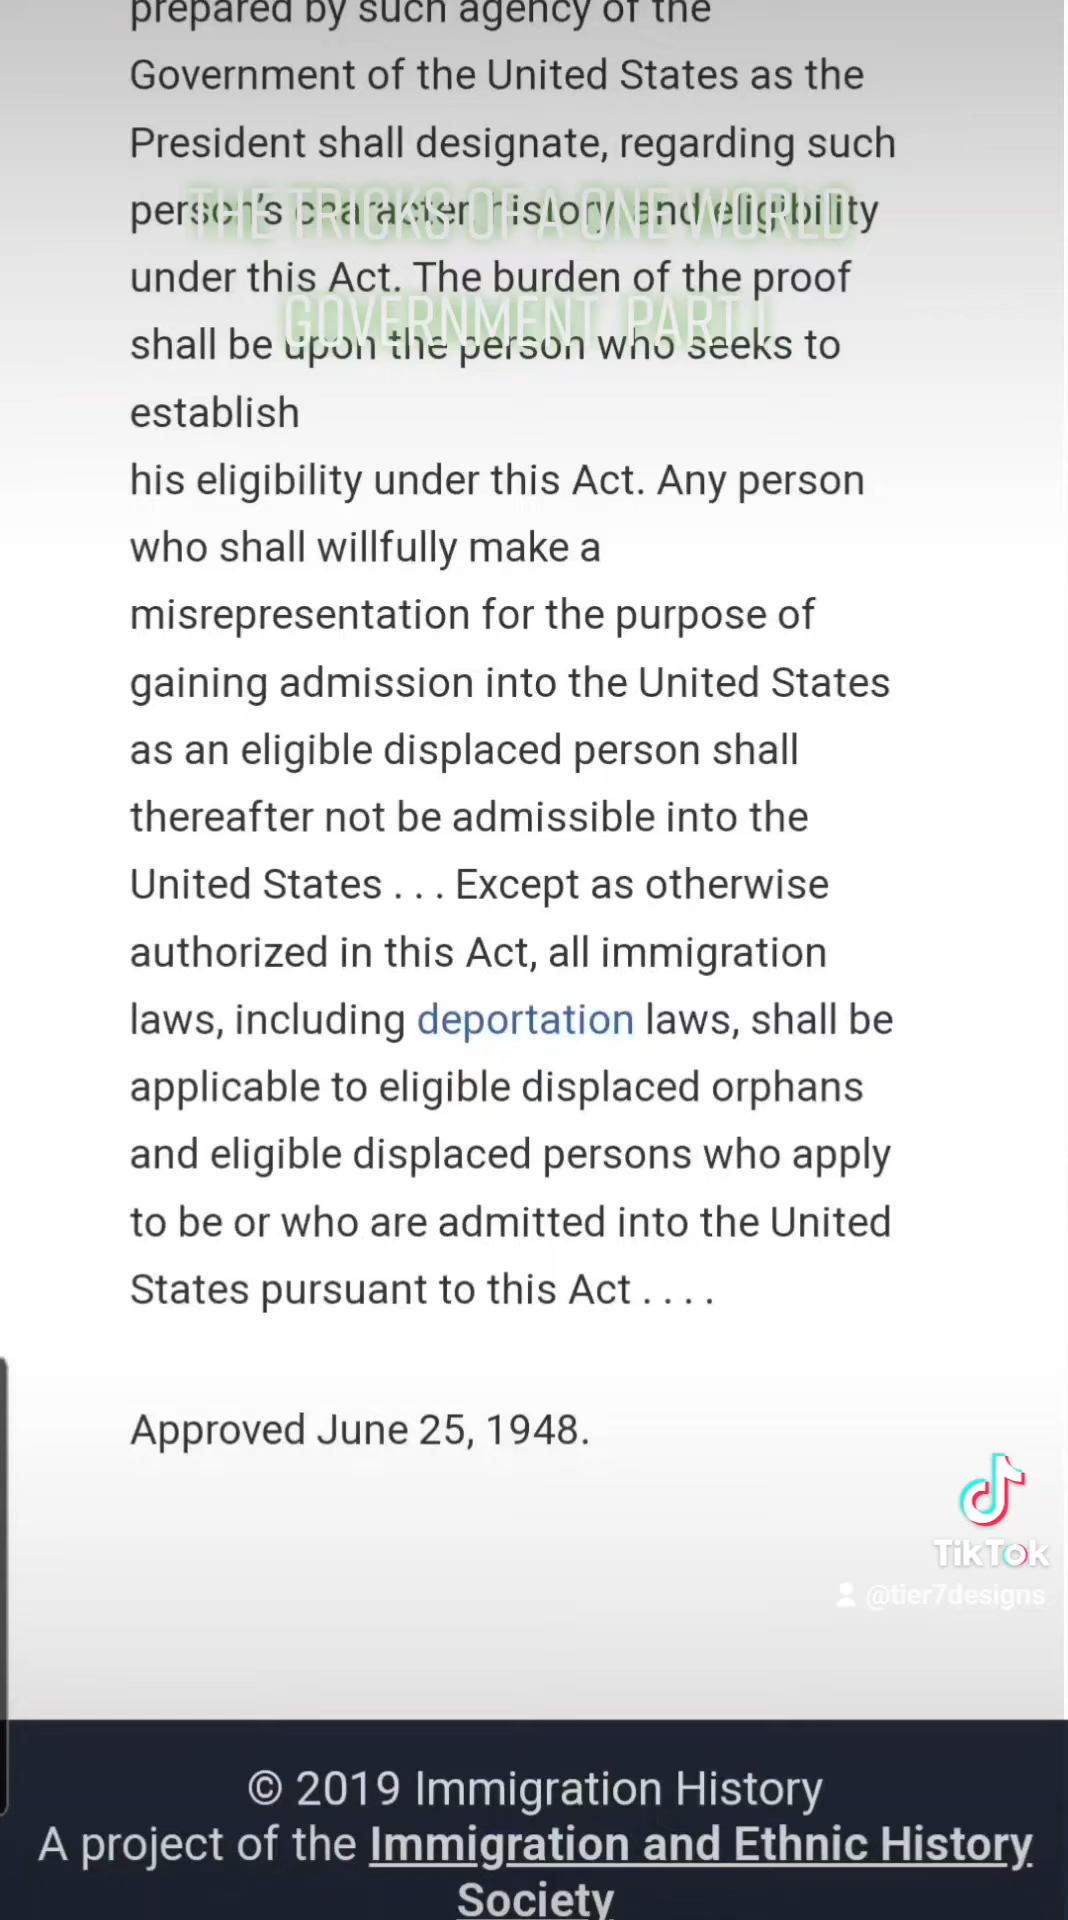 prepared by such agency of the
Government of the United States as the
President shall designate, regarding such
person's character history and eligibility
THE TRICKS OF A ONE WORLD
under this Act. The burden of the proof
GOVERNMENT PART 1
shall be upon the person who seeks to
establish
his eligibility under this Act. Any person
who shall willfully make a
misrepresentation for the purpose of
gaining admission into the United States
as an eligible displaced person shall
thereafter not be admissible into the
United States . . . Except as otherwise
authorized in this Act, all immigration
laws, including deportation laws, shall be
applicable to eligible displaced orphans
and eligible displaced persons who apply
to be or who are admitted into the United
States pursuant to this Act . . . .
Approved June 25, 1948.
TikTok
@tier7designs
© 2019 Immigration History
A project of the Immigration and Ethnic History
Society